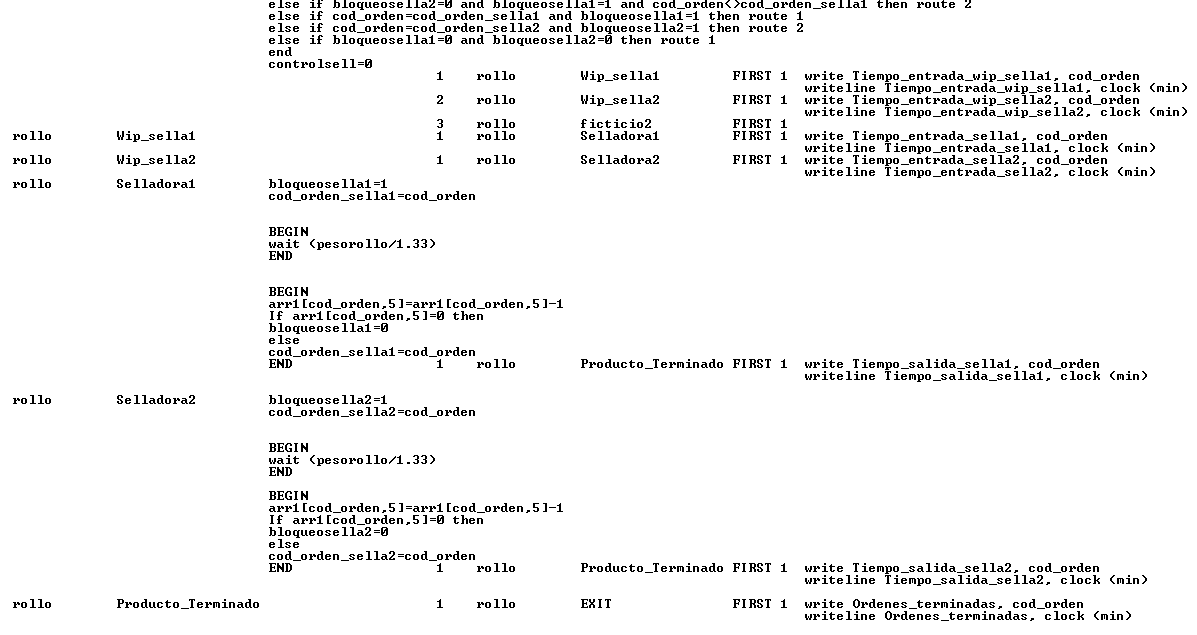 else if bloqueosella2=0 and bloqueosella1=1 and cod_orden<>cod_orden_sella1 then route 2
else if cod_orden=cod_orden_sella1 and bloqueosella1=1 then route 1
else if cod_orden=cod_orden_sella2 and bloqueosella2=1 then route 2
else if bloqueosella1=0 and bloqueosella2=0 then route 1
end
controlsell=0
1 rollo Wip_sella1 FIRST 1 write Tiempo_entrada_wip_sella1, cod_orden
writeline Tiempo_entrada_wip_sella1, clock (min)
2 rollo Wip_sella2 FIRST 1 write Tiempo_entrada_wip_sella2, cod_orden
writeline Tiempo_entrada_wip_sella2, clock (min)
3 rollo ficticio2 FIRST 1
rollo Wip_sella1 1 rollo Selladora1 FIRST 1 write Tiempo_entrada_sella1, cod_orden
writeline Tiempo_entrada_sella1, clock (min)
rollo Wip_sella2 1 rollo Selladora2 FIRST 1 write Tiempo_entrada_sella2, cod_orden
writeline Tiempo_entrada_sella2, clock (min)
rollo Selladora1 bloqueosella1=1
cod_orden_sella1=cod_orden
BEGIN
wait (pesorollo/1.33)
END
BEGIN
arr1[cod_orden,5]=arr1[cod_orden,5]-1
If arr1[cod_orden,5]=0 then
bloqueosella1=0
else
cod_orden_sella1=cod_orden
END 1 rollo Producto_Terminado FIRST 1 write Tiempo_salida_sella1, cod_orden
writeline Tiempo_salida_sella1, clock (min)
rollo Selladora2 bloqueosella2=1
cod_orden_sella2=cod_orden
BEGIN
wait (pesorollo/1.33)
END
BEGIN
arr1[cod_orden,5]=arr1[cod_orden,5]-1
If arr1[cod_orden,5]=0 then
bloqueosella2=0
else
cod_orden_sella2=cod_orden
END 1 rollo Producto_Terminado FIRST 1 write Tiempo_salida_sella2, cod_orden
writeline Tiempo_salida_sella2, clock (min)
rollo Producto_Terminado 1 rollo EXIT FIRST 1 write Ordenes_terminadas, cod_orden
writeline Ordenes_terminadas, clock (min)